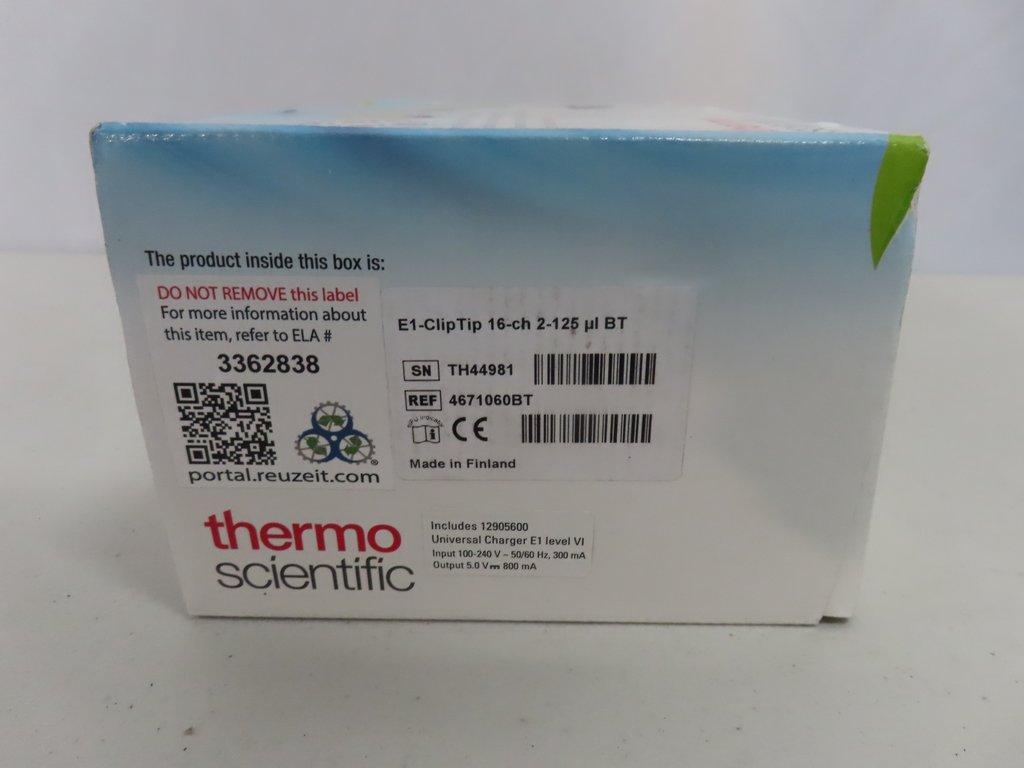 The product inside this box is:
DO NOT REMOVE this label
For more information about
this item, refer to ELA #
3362838
portal.reuzeit.com
E1-ClipTip 16-ch 2-125 µl BT
SN TH44981
REF 4671060BT
CE
Made in Finland
thermo
scientific
Includes 12905600
Universal Charger E1 level VI
Input 100-240 V ~ 50/60 Hz, 300 mA
Output 5.0 V⎓ 800 mA